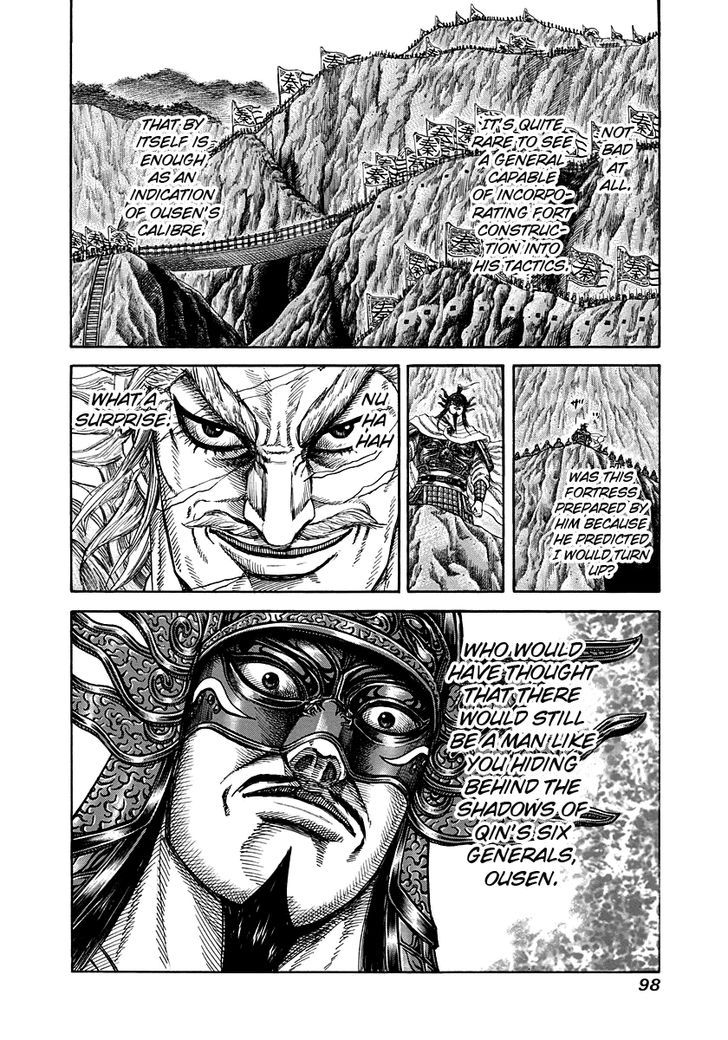 NOT
BAD
AT
ALL.
IT'S QUITE
RARE TO SEE
A GENERAL
CAPABLE
OF INCORPO-
RATING FORT
CONSTRUC-
TION INTO
HIS TACTICS.
THAT BY
ITSELF IS
ENOUGH
AS AN
INDICATION
OF OUSEN'S
CALIBRE.
WAS THIS
FORTRESS
PREPARED BY
HIM BECAUSE
HE PREDICTED
I WOULD TURN
UP?
NU
HA
HAH
WHAT A
SURPRISE.
WHO WOULD
HAVE THOUGHT
THAT THERE
WOULD STILL
BE A MAN LIKE
YOU HIDING
BEHIND THE
SHADOWS OF
QIN'S SIX
GENERALS,
OUSEN.
98